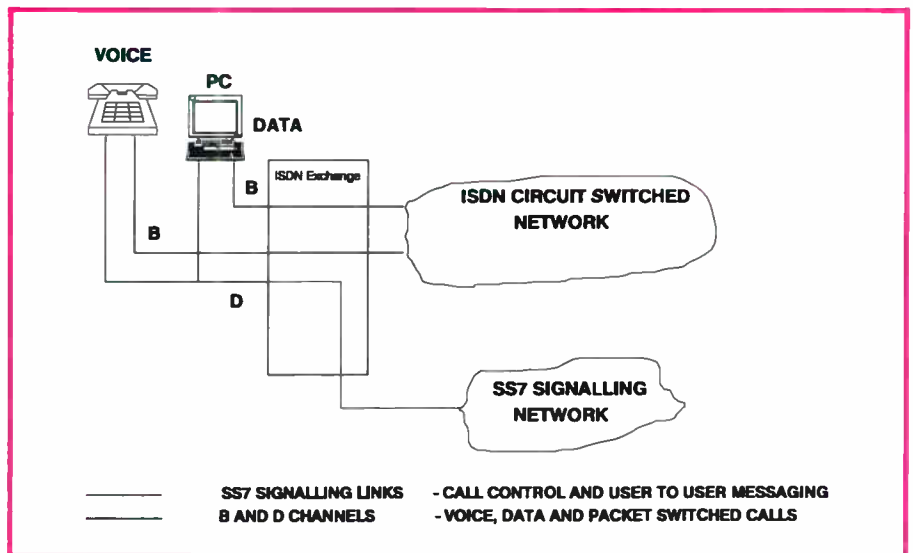 VOICE
PC
DATA
ISDN Exchange
B
ISDN CIRCUIT SWITCHED
NETWORK
B
D
SS7 SIGNALLING
NETWORK
SS7 SIGNALLING LINKS - CALL CONTROL AND USER TO USER MESSAGING
B AND D CHANNELS - VOICE, DATA AND PACKET SWITCHED CALLS